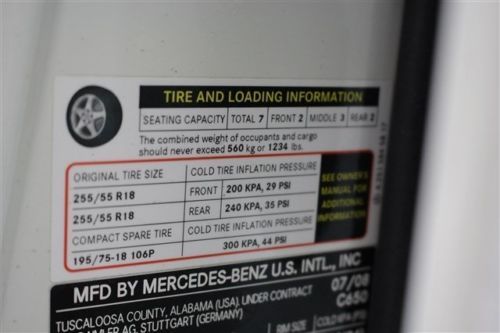 TIRE AND LOADING INFORMATION
SEATING CAPACITY TOTAL 7 FRONT 2 MIDDLE 3 REAR 2
The combined weight of occupants and cargo
should never exceed 560 kg or 1234 lbs.
ORIGINAL TIRE SIZE COLD TIRE INFLATION PRESSURE
255/55 R18 FRONT 200 KPA, 29 PSI
255/55 R18 REAR 240 KPA, 35 PSI
COMPACT SPARE TIRE COLD TIRE INFLATION PRESSURE
195/75-18 106P 300 KPA, 44 PSI
SEE OWNER'S
MANUAL FOR
ADDITIONAL
INFORMATION
MFD BY MERCEDES-BENZ U.S. INTL., INC
TUSCALOOSA COUNTY, ALABAMA (USA), UNDER CONTRACT
07/08
C650
AG, STUTTGART (GERMANY)
RIM SIZE